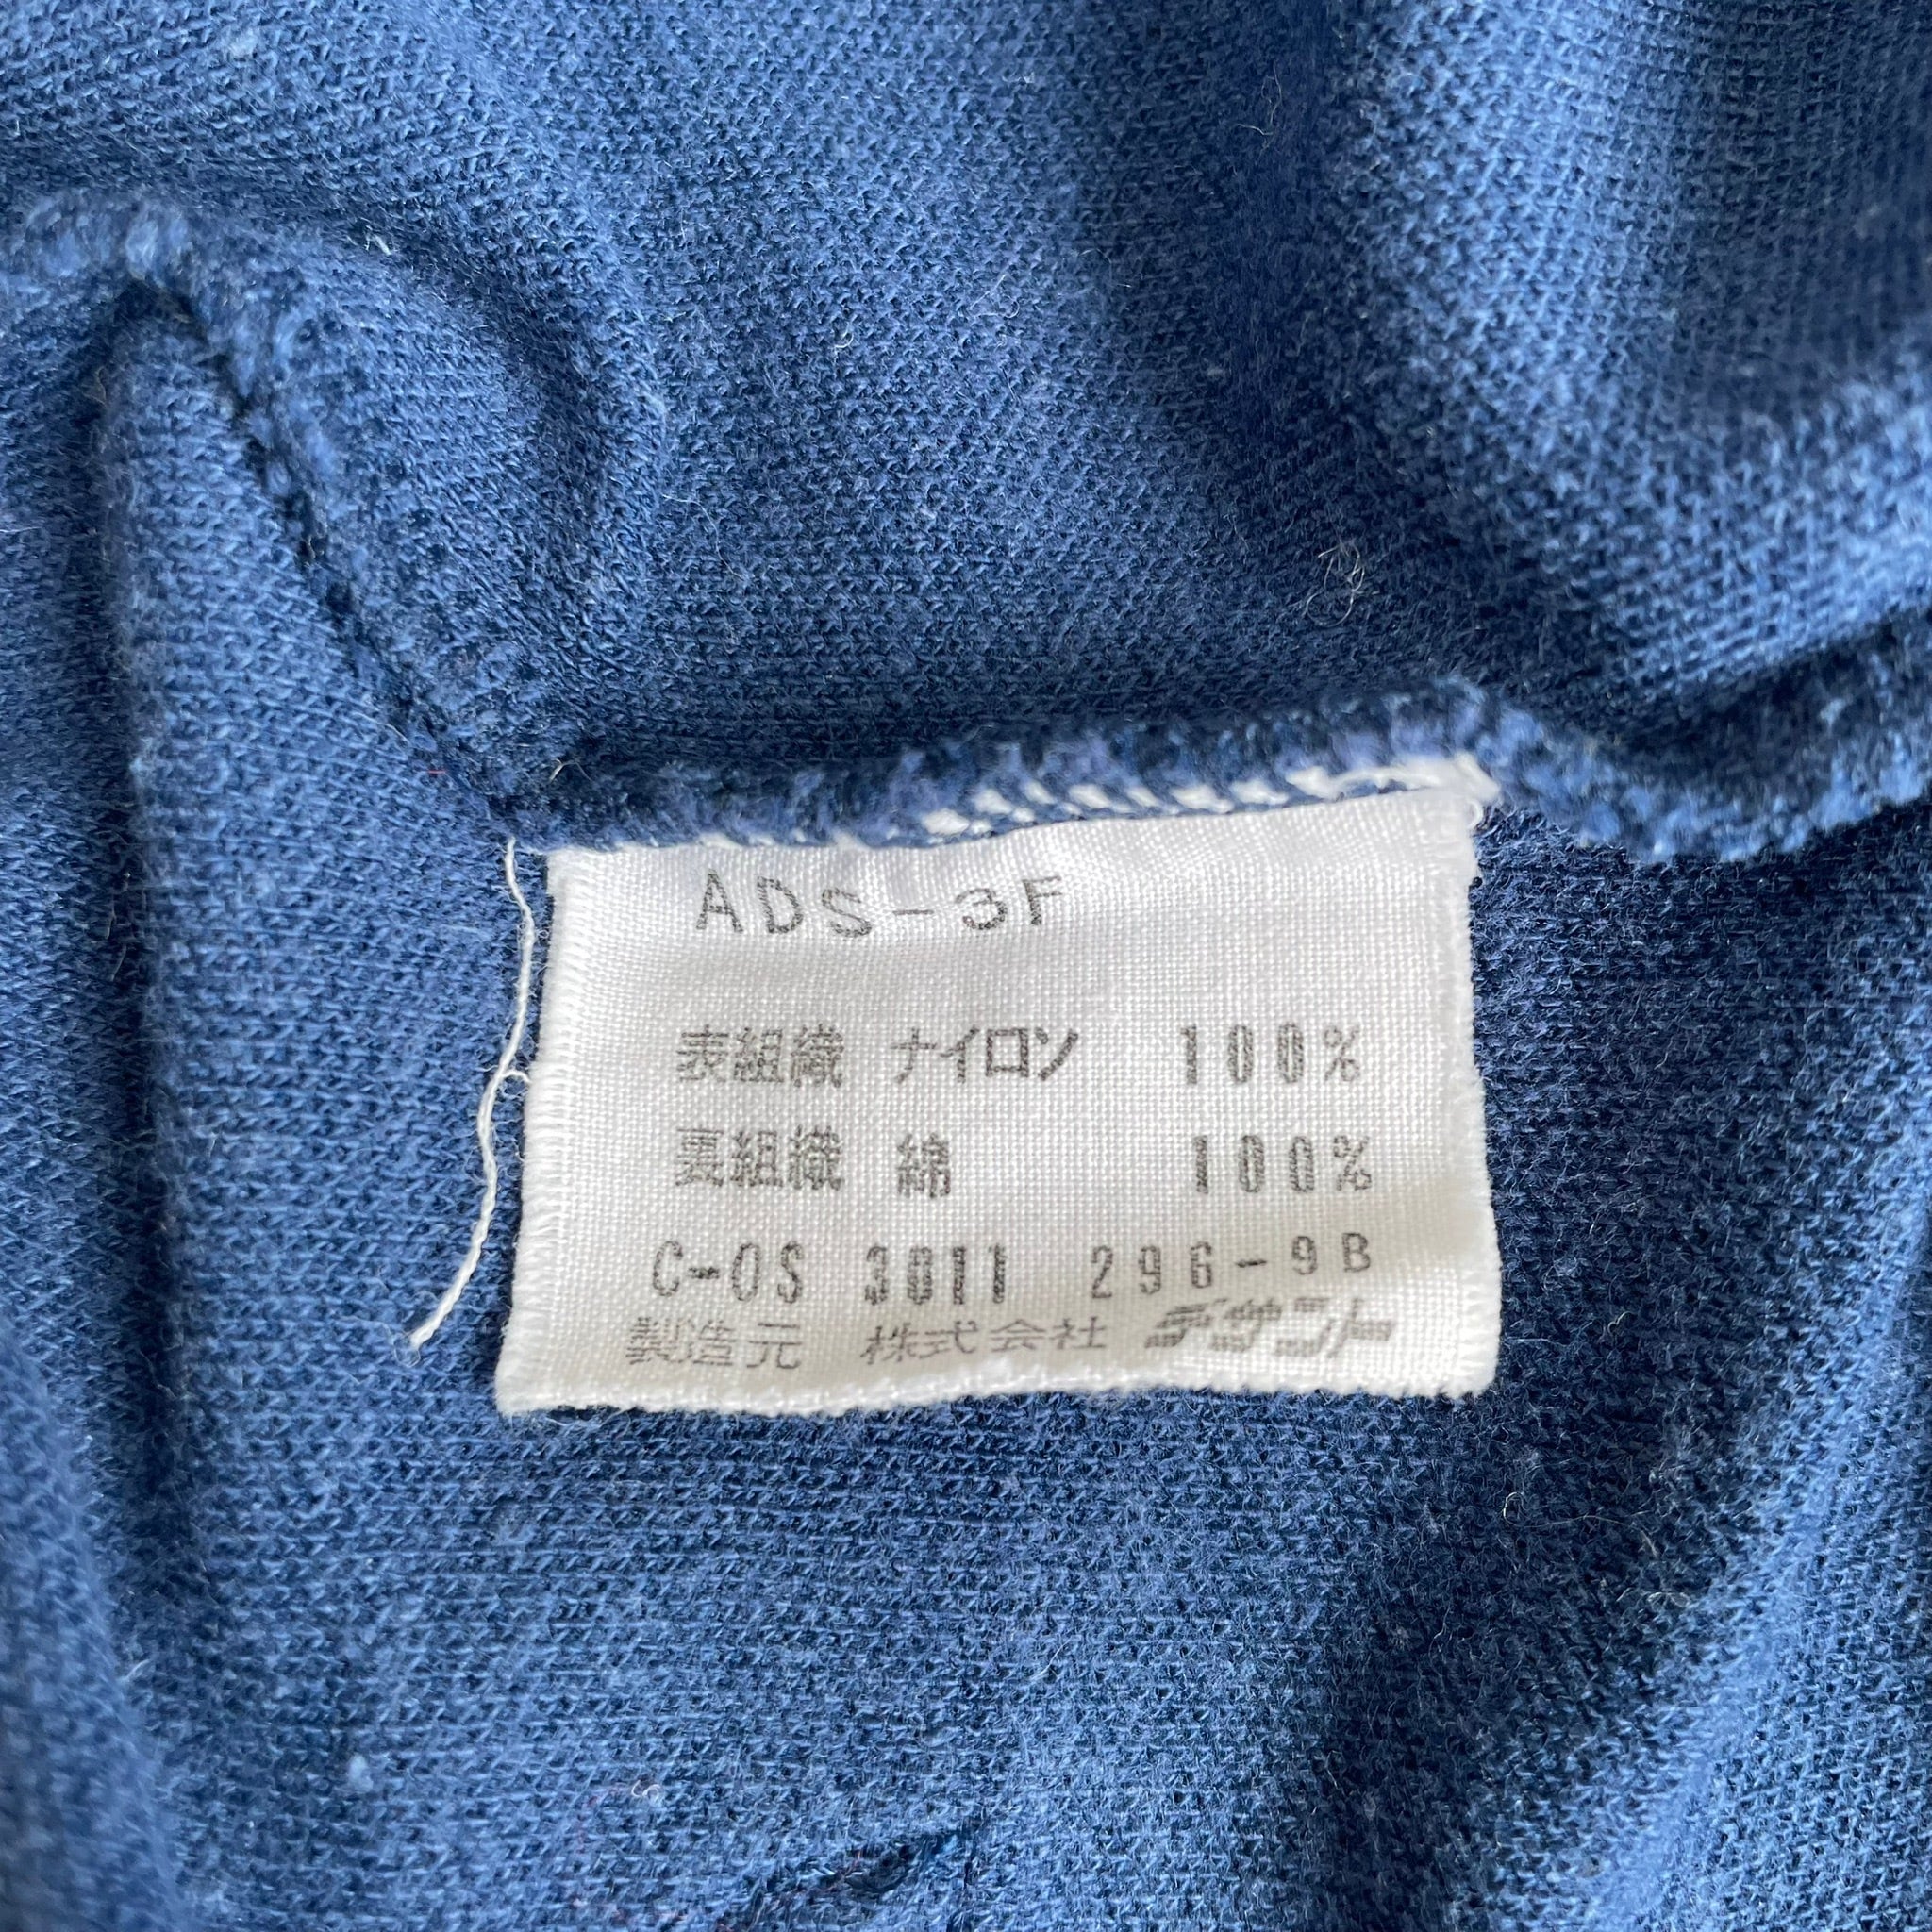 ADS-3F
表組織 ナイロン 100%
裏組織 綿 100%
C-OS 3011 296-9B
製造元 株式会社 デサント